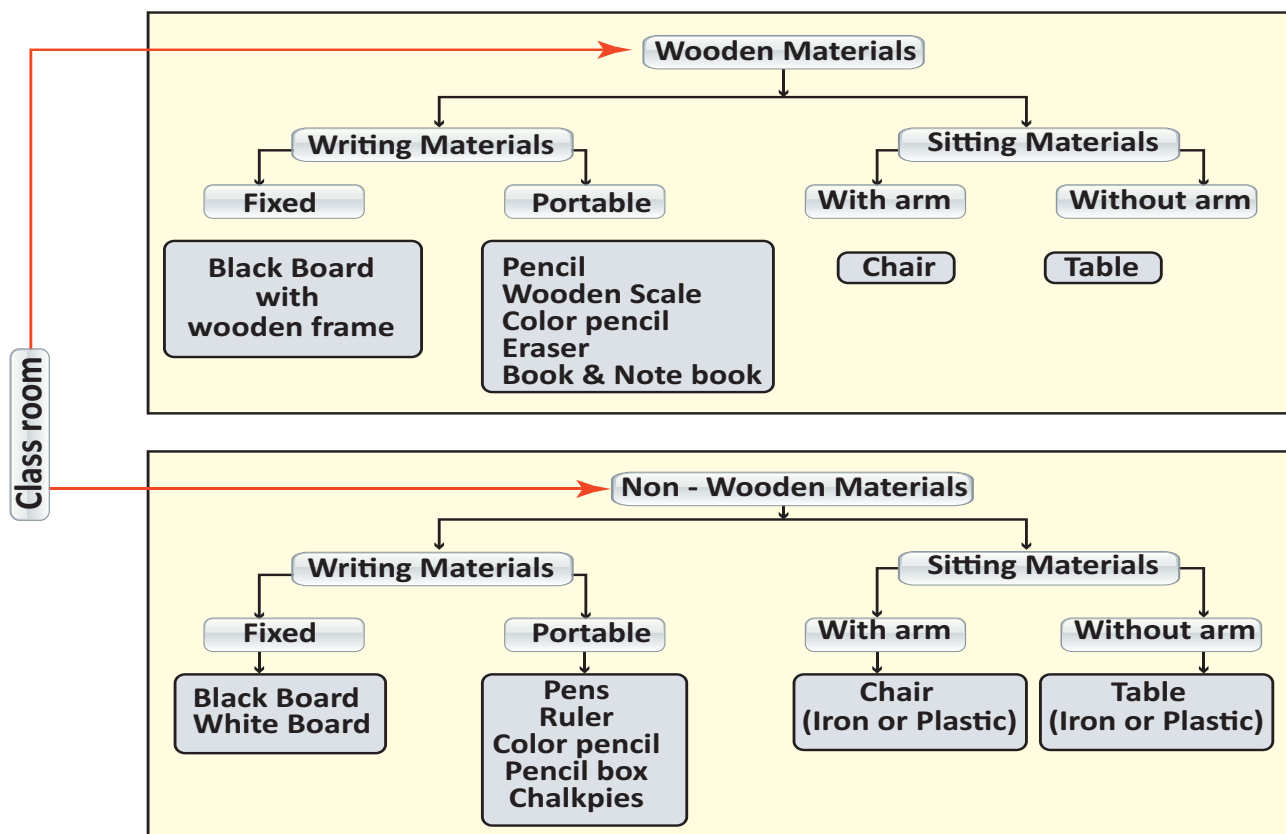 Class room
Wooden Materials
Writing Materials
Sitting Materials
Fixed
Portable
With arm
Without arm
Black Board
with
wooden frame
Pencil
Wooden Scale
Color pencil
Eraser
Book & Note book
Chair
Table
Non - Wooden Materials
Writing Materials
Sitting Materials
Fixed
Portable
With arm
Without arm
Black Board
White Board
Pens
Ruler
Color pencil
Pencil box
Chalkpies
Chair
(Iron or Plastic)
Table
(Iron or Plastic)